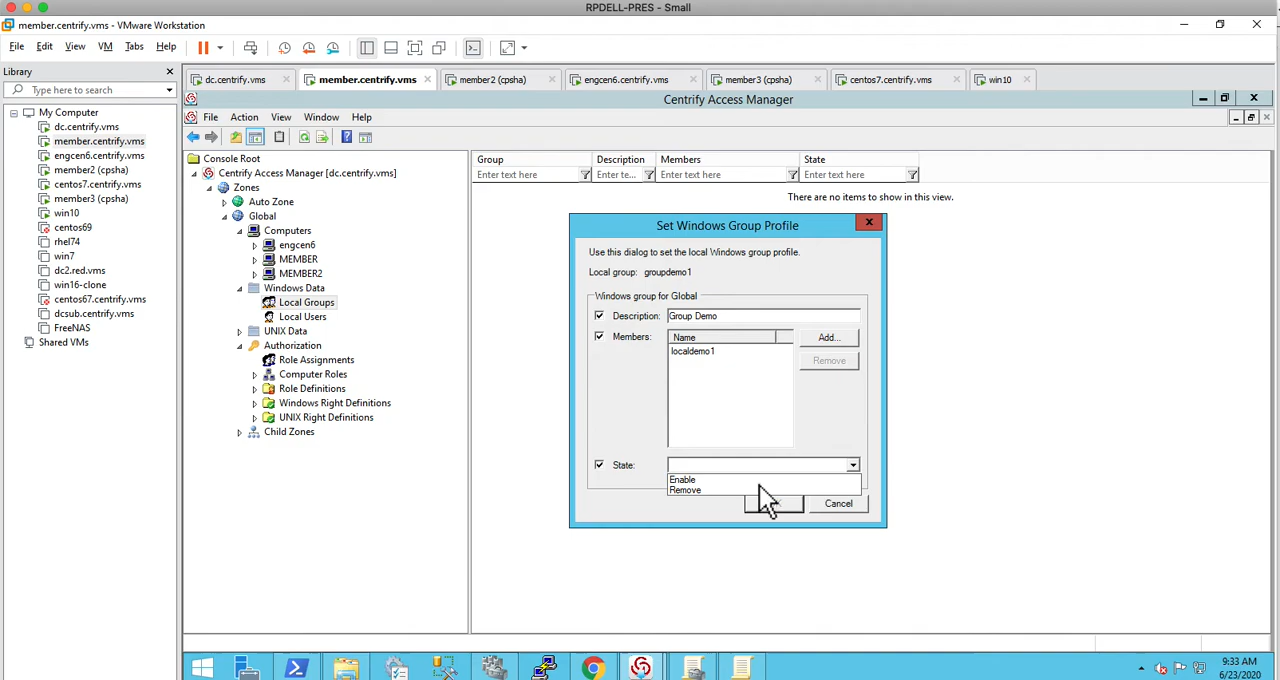 RPDELL-PRES - Small
member.centrify.vms - VMware Workstation
File Edit View VM Tabs Help
Library
Type here to search
My Computer
dc.centrify.vms
member.centrify.vms
engcen6.centrify.vms
member2 (cpsha)
centos7.centrify.vms
member3 (cpsha)
win10
centos69
rhel74
win7
dc2.red.vms
win16-clone
centos67.centrify.vms
dcsub.centrify.vms
FreeNAS
Shared VMs
dc.centrify.vms member.centrify.vms member2 (cpsha) engcen6.centrify.vms member3 (cpsha) centos7.centrify.vms win10
Centrify Access Manager
File Action View Window Help
Console Root
Centrify Access Manager [dc.centrify.vms]
Zones
Auto Zone
Global
Computers
engcen6
MEMBER
MEMBER2
Windows Data
Local Groups
Local Users
UNIX Data
Authorization
Role Assignments
Computer Roles
Role Definitions
Windows Right Definitions
UNIX Right Definitions
Child Zones
Group Description Members State
Enter text here Enter te... Enter text here Enter text here
There are no items to show in this view.
Set Windows Group Profile
Use this dialog to set the local Windows group profile.
Local group: groupdemo1
Windows group for Global
Description: Group Demo
Members: Name Add...
localdemo1
Remove
State:
Enable
Remove
Cancel
9:33 AM
6/23/2020